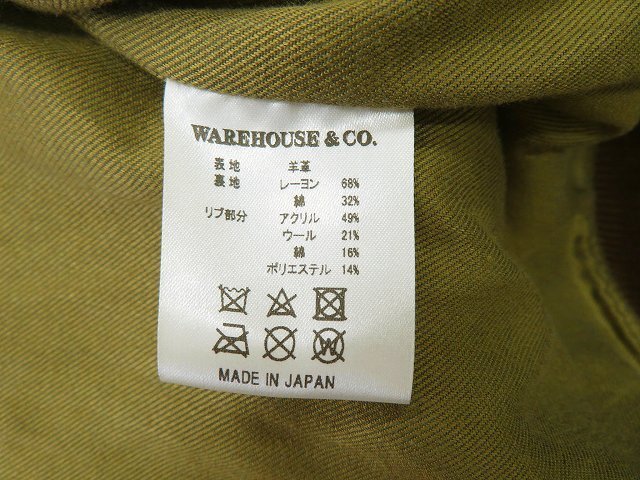 WAREHOUSE & CO.
表地 羊革
裏地 レーヨン 68%
綿 32%
リブ部分 アクリル 49%
ウール 21%
綿 16%
ポリエステル 14%
W
MADE IN JAPAN